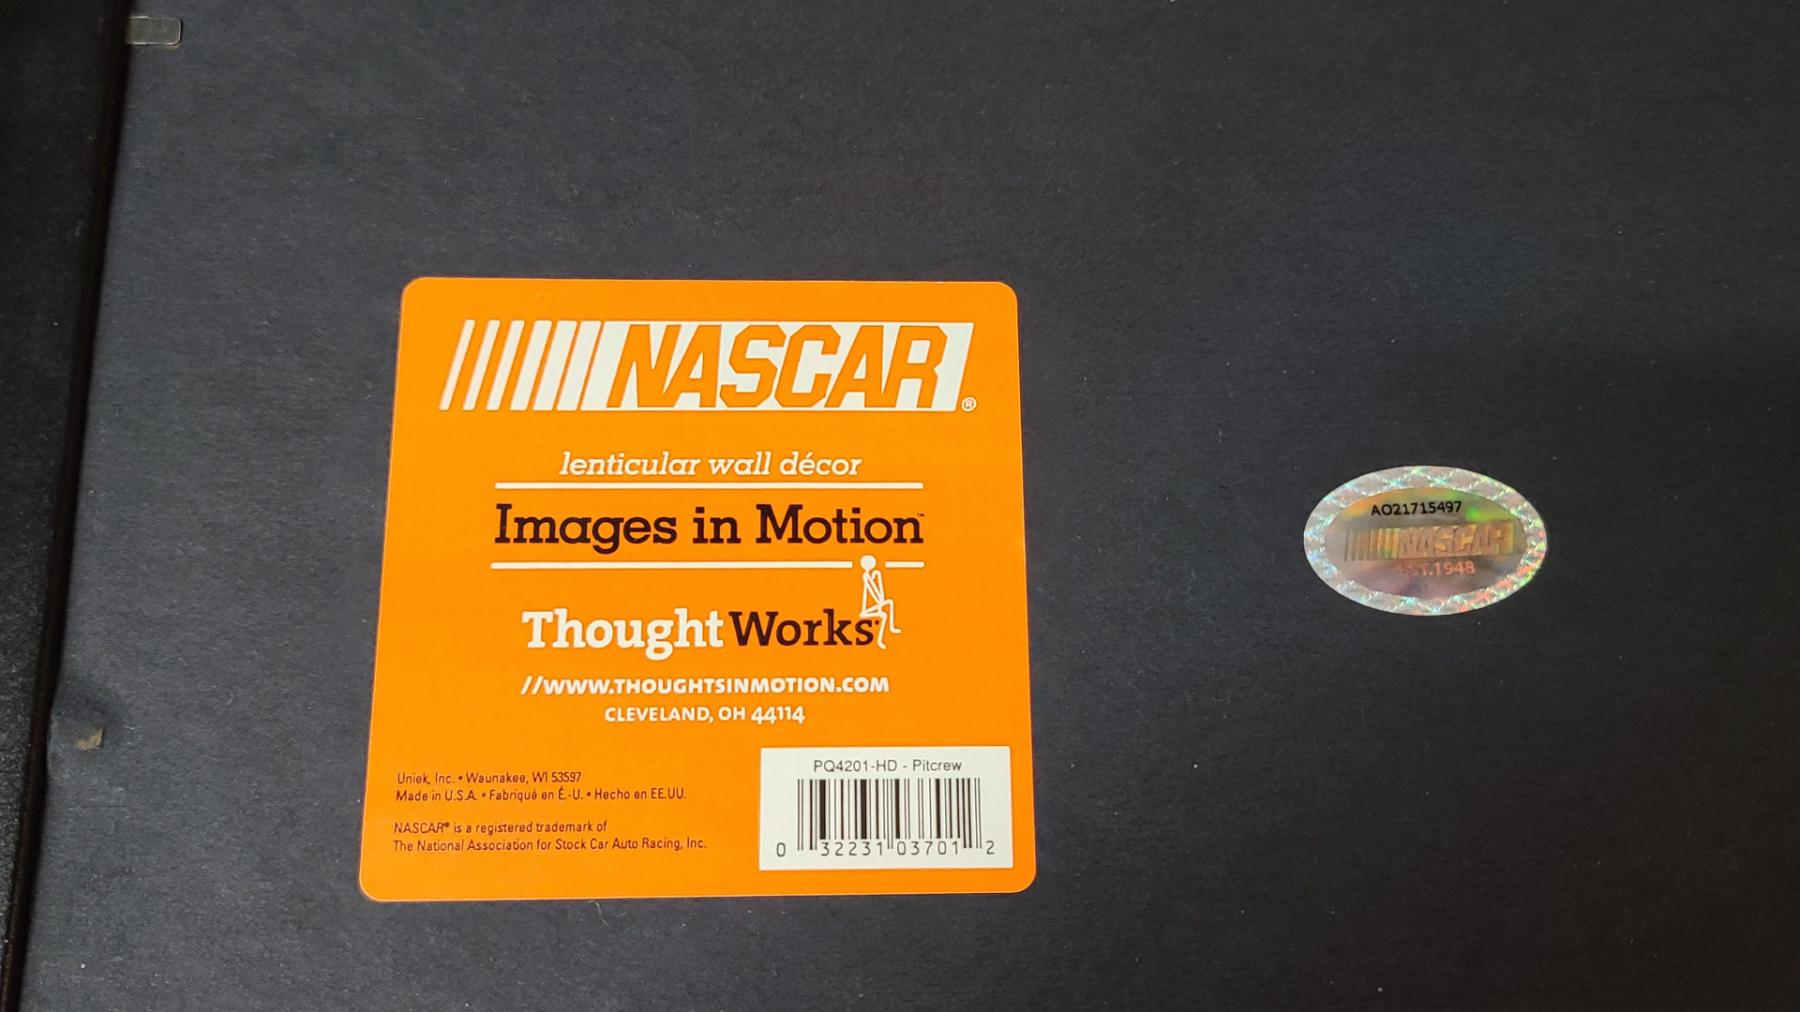 NASCAR®
lenticular wall décor
Images in Motion™
ThoughtWorks
//WWW.THOUGHTSINMOTION.COM
CLEVELAND, OH 44114
Uniek, Inc. • Waunakee, WI 53597
Made in U.S.A. • Fabriqué en É.-U. • Hecho en EE.UU.
NASCAR® is a registered trademark of
The National Association for Stock Car Auto Racing, Inc.
PQ4201-HD - Pitcrew
0 32231 03701 2
AO21715497
NASCAR
EST.1948